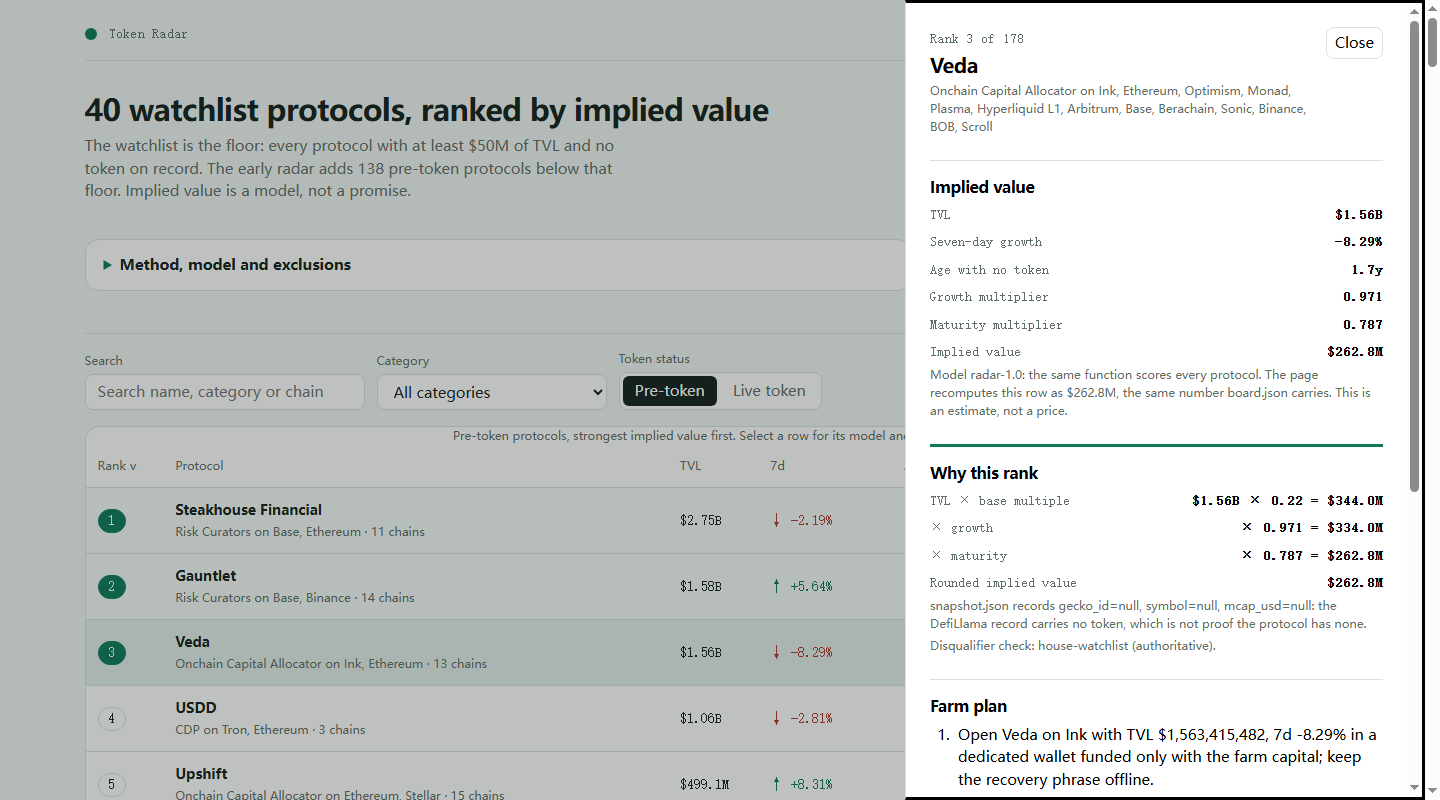 Token Radar
40 watchlist protocols, ranked by implied value
The watchlist is the floor: every protocol with at least $50M of TVL and no
token on record. The early radar adds 138 pre-token protocols below that
floor. Implied value is a model, not a promise.
Method, model and exclusions
Search
Category
Token status
Search name, category or chain
All categories
Pre-token
Live token
Pre-token protocols, strongest implied value first. Select a row for its model and
Rank v
Protocol
TVL
7d
1
Steakhouse Financial
Risk Curators on Base, Ethereum · 11 chains
$2.75B
↓ -2.19%
2
Gauntlet
Risk Curators on Base, Binance · 14 chains
$1.58B
↑ +5.64%
3
Veda
Onchain Capital Allocator on Ink, Ethereum · 13 chains
$1.56B
↓ -8.29%
4
USDD
CDP on Tron, Ethereum · 3 chains
$1.06B
↓ -2.81%
5
Upshift
Onchain Capital Allocator on Ethereum, Stellar · 15 chains
$499.1M
↑ +8.31%
Rank 3 of 178
Close
Veda
Onchain Capital Allocator on Ink, Ethereum, Optimism, Monad,
Plasma, Hyperliquid L1, Arbitrum, Base, Berachain, Sonic, Binance,
BOB, Scroll
Implied value
TVL $1.56B
Seven-day growth -8.29%
Age with no token 1.7y
Growth multiplier 0.971
Maturity multiplier 0.787
Implied value $262.8M
Model radar-1.0: the same function scores every protocol. The page
recomputes this row as $262.8M, the same number board.json carries. This is
an estimate, not a price.
Why this rank
TVL × base multiple $1.56B × 0.22 = $344.0M
× growth × 0.971 = $334.0M
× maturity × 0.787 = $262.8M
Rounded implied value $262.8M
snapshot.json records gecko_id=null, symbol=null, mcap_usd=null: the
DefiLlama record carries no token, which is not proof the protocol has none.
Disqualifier check: house-watchlist (authoritative).
Farm plan
1. Open Veda on Ink with TVL $1,563,415,482, 7d -8.29% in a
dedicated wallet funded only with the farm capital; keep
the recovery phrase offline.